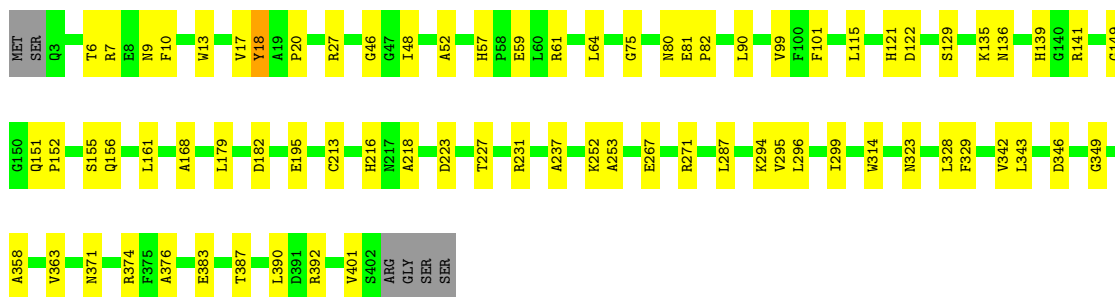 MET SER Q3 T6 R7 E8 N9 F10 W13 V17 Y18 A19 P20 R27 G46 G47 I48 A52 H57 P58 E59 L60 R61 L64 G75 N80 E81 P82 L90 V99 F100 F101 L115 H121 D122 S129 K135 N136 H139 G140 R141 G149
G150 Q151 P152 S155 Q156 L161 A168 L179 D182 E195 C213 H216 N217 A218 D223 T227 R231 A237 K252 A253 E267 R271 L287 K294 V295 L296 I299 W314 N323 L328 F329 V342 L343 D346 G349
A358 V363 N371 R374 F375 A376 E383 T387 L390 D391 R392 V401 S402 ARG GLY SER SER